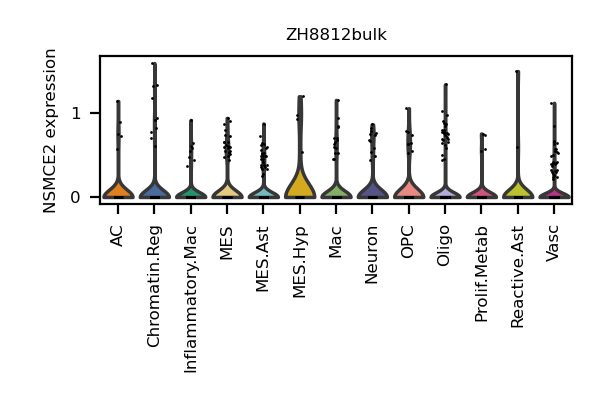 ZH8812bulk
NSMCE2 expression
1
0
AC
Chromatin.Reg
Inflammatory.Mac
MES
MES.Ast
MES.Hyp
Mac
Neuron
OPC
Oligo
Prolif.Metab
Reactive.Ast
Vasc